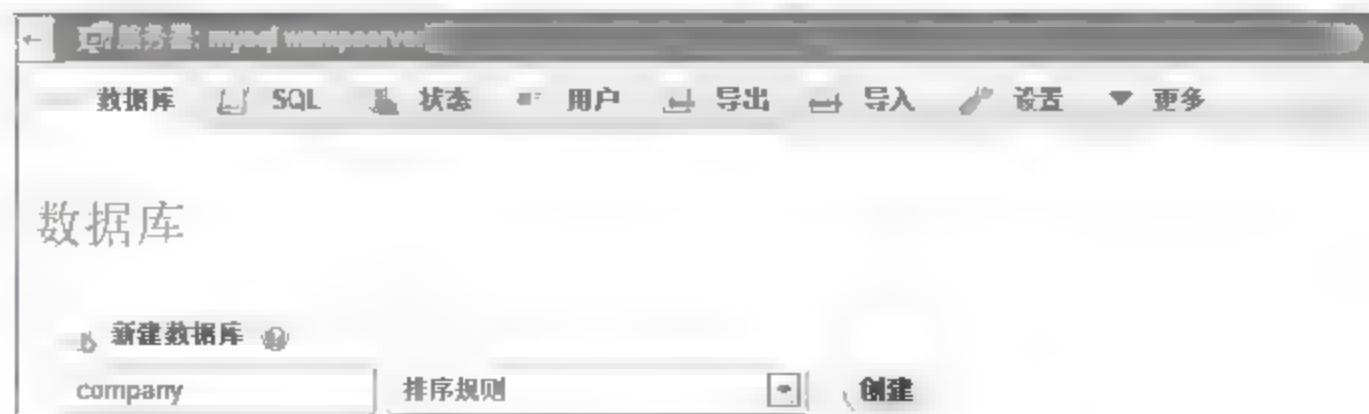 服务器: mysql wampserver
数据库 SQL 状态 用户 导出 导入 设置 更多
数据库
新建数据库
company 排序规则 创建